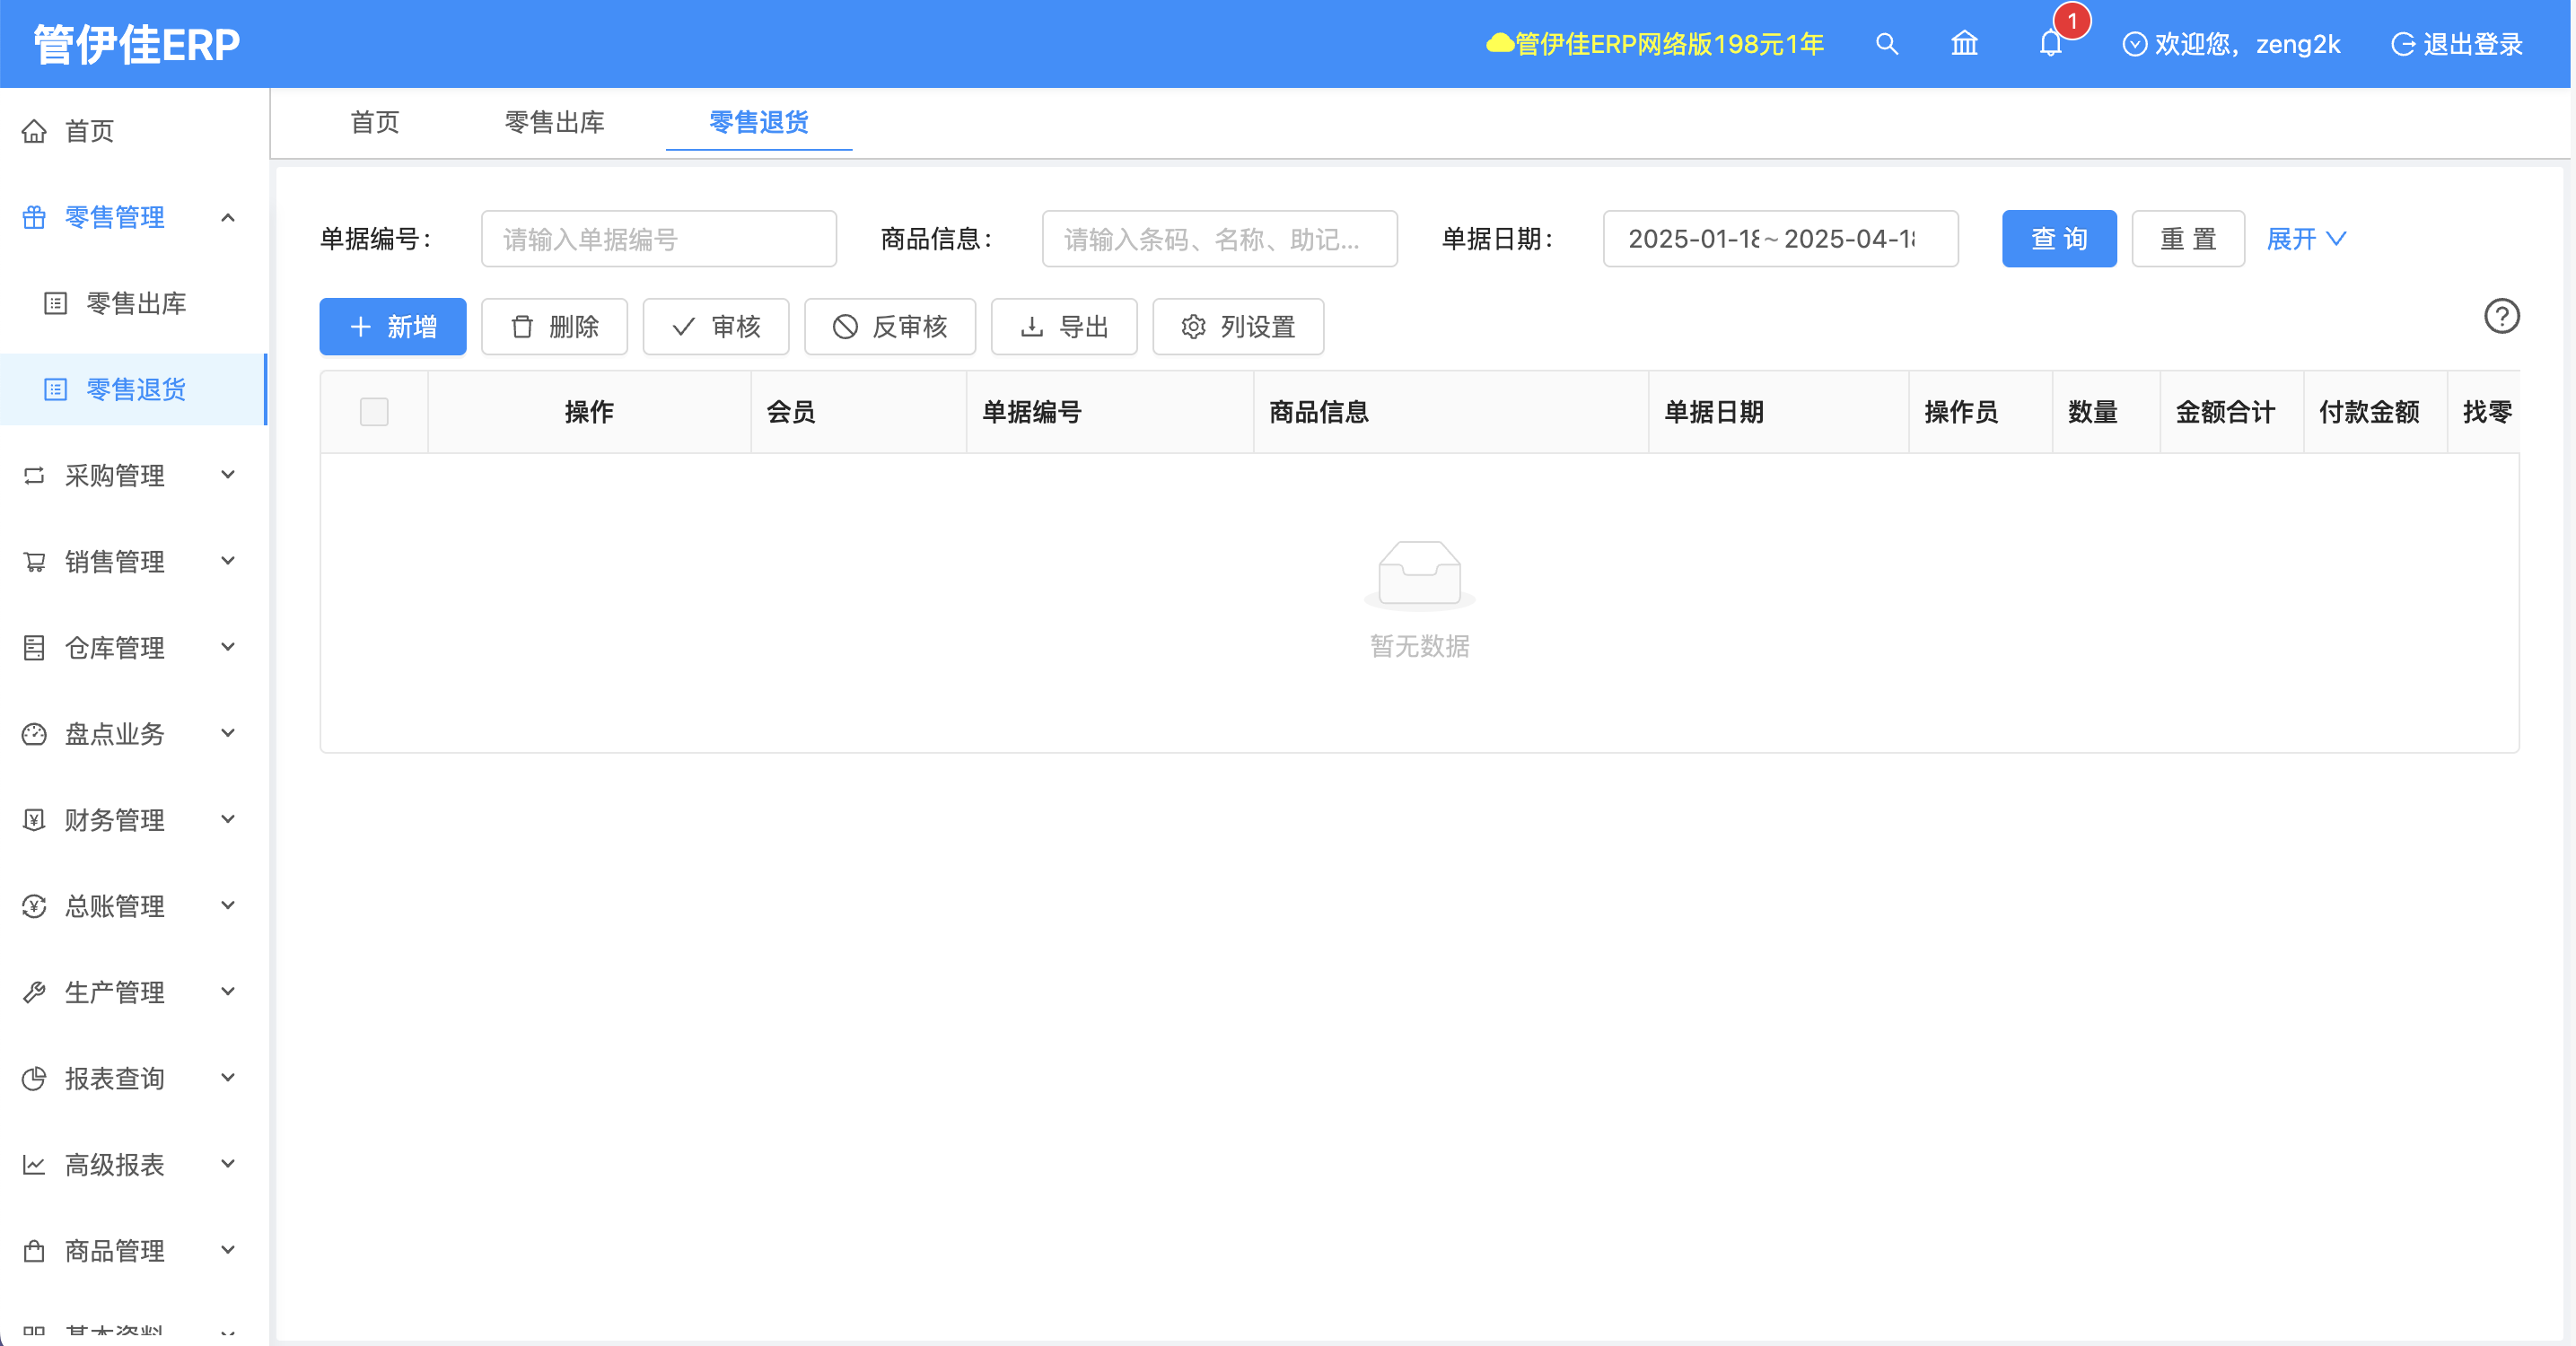 管伊佳ERP
管伊佳ERP网络版198元1年
1
欢迎您，zeng2k
退出登录
首页
零售管理
零售出库
零售退货
采购管理
销售管理
仓库管理
盘点业务
财务管理
总账管理
生产管理
报表查询
高级报表
商品管理
基本资料
首页 零售出库 零售退货
单据编号： 请输入单据编号 商品信息： 请输入条码、名称、助记... 单据日期： 2025-01-18 ~ 2025-04-18 查 询 重 置 展开
新增 删除 审核 反审核 导出 列设置
操作 会员 单据编号 商品信息 单据日期 操作员 数量 金额合计 付款金额 找零
暂无数据